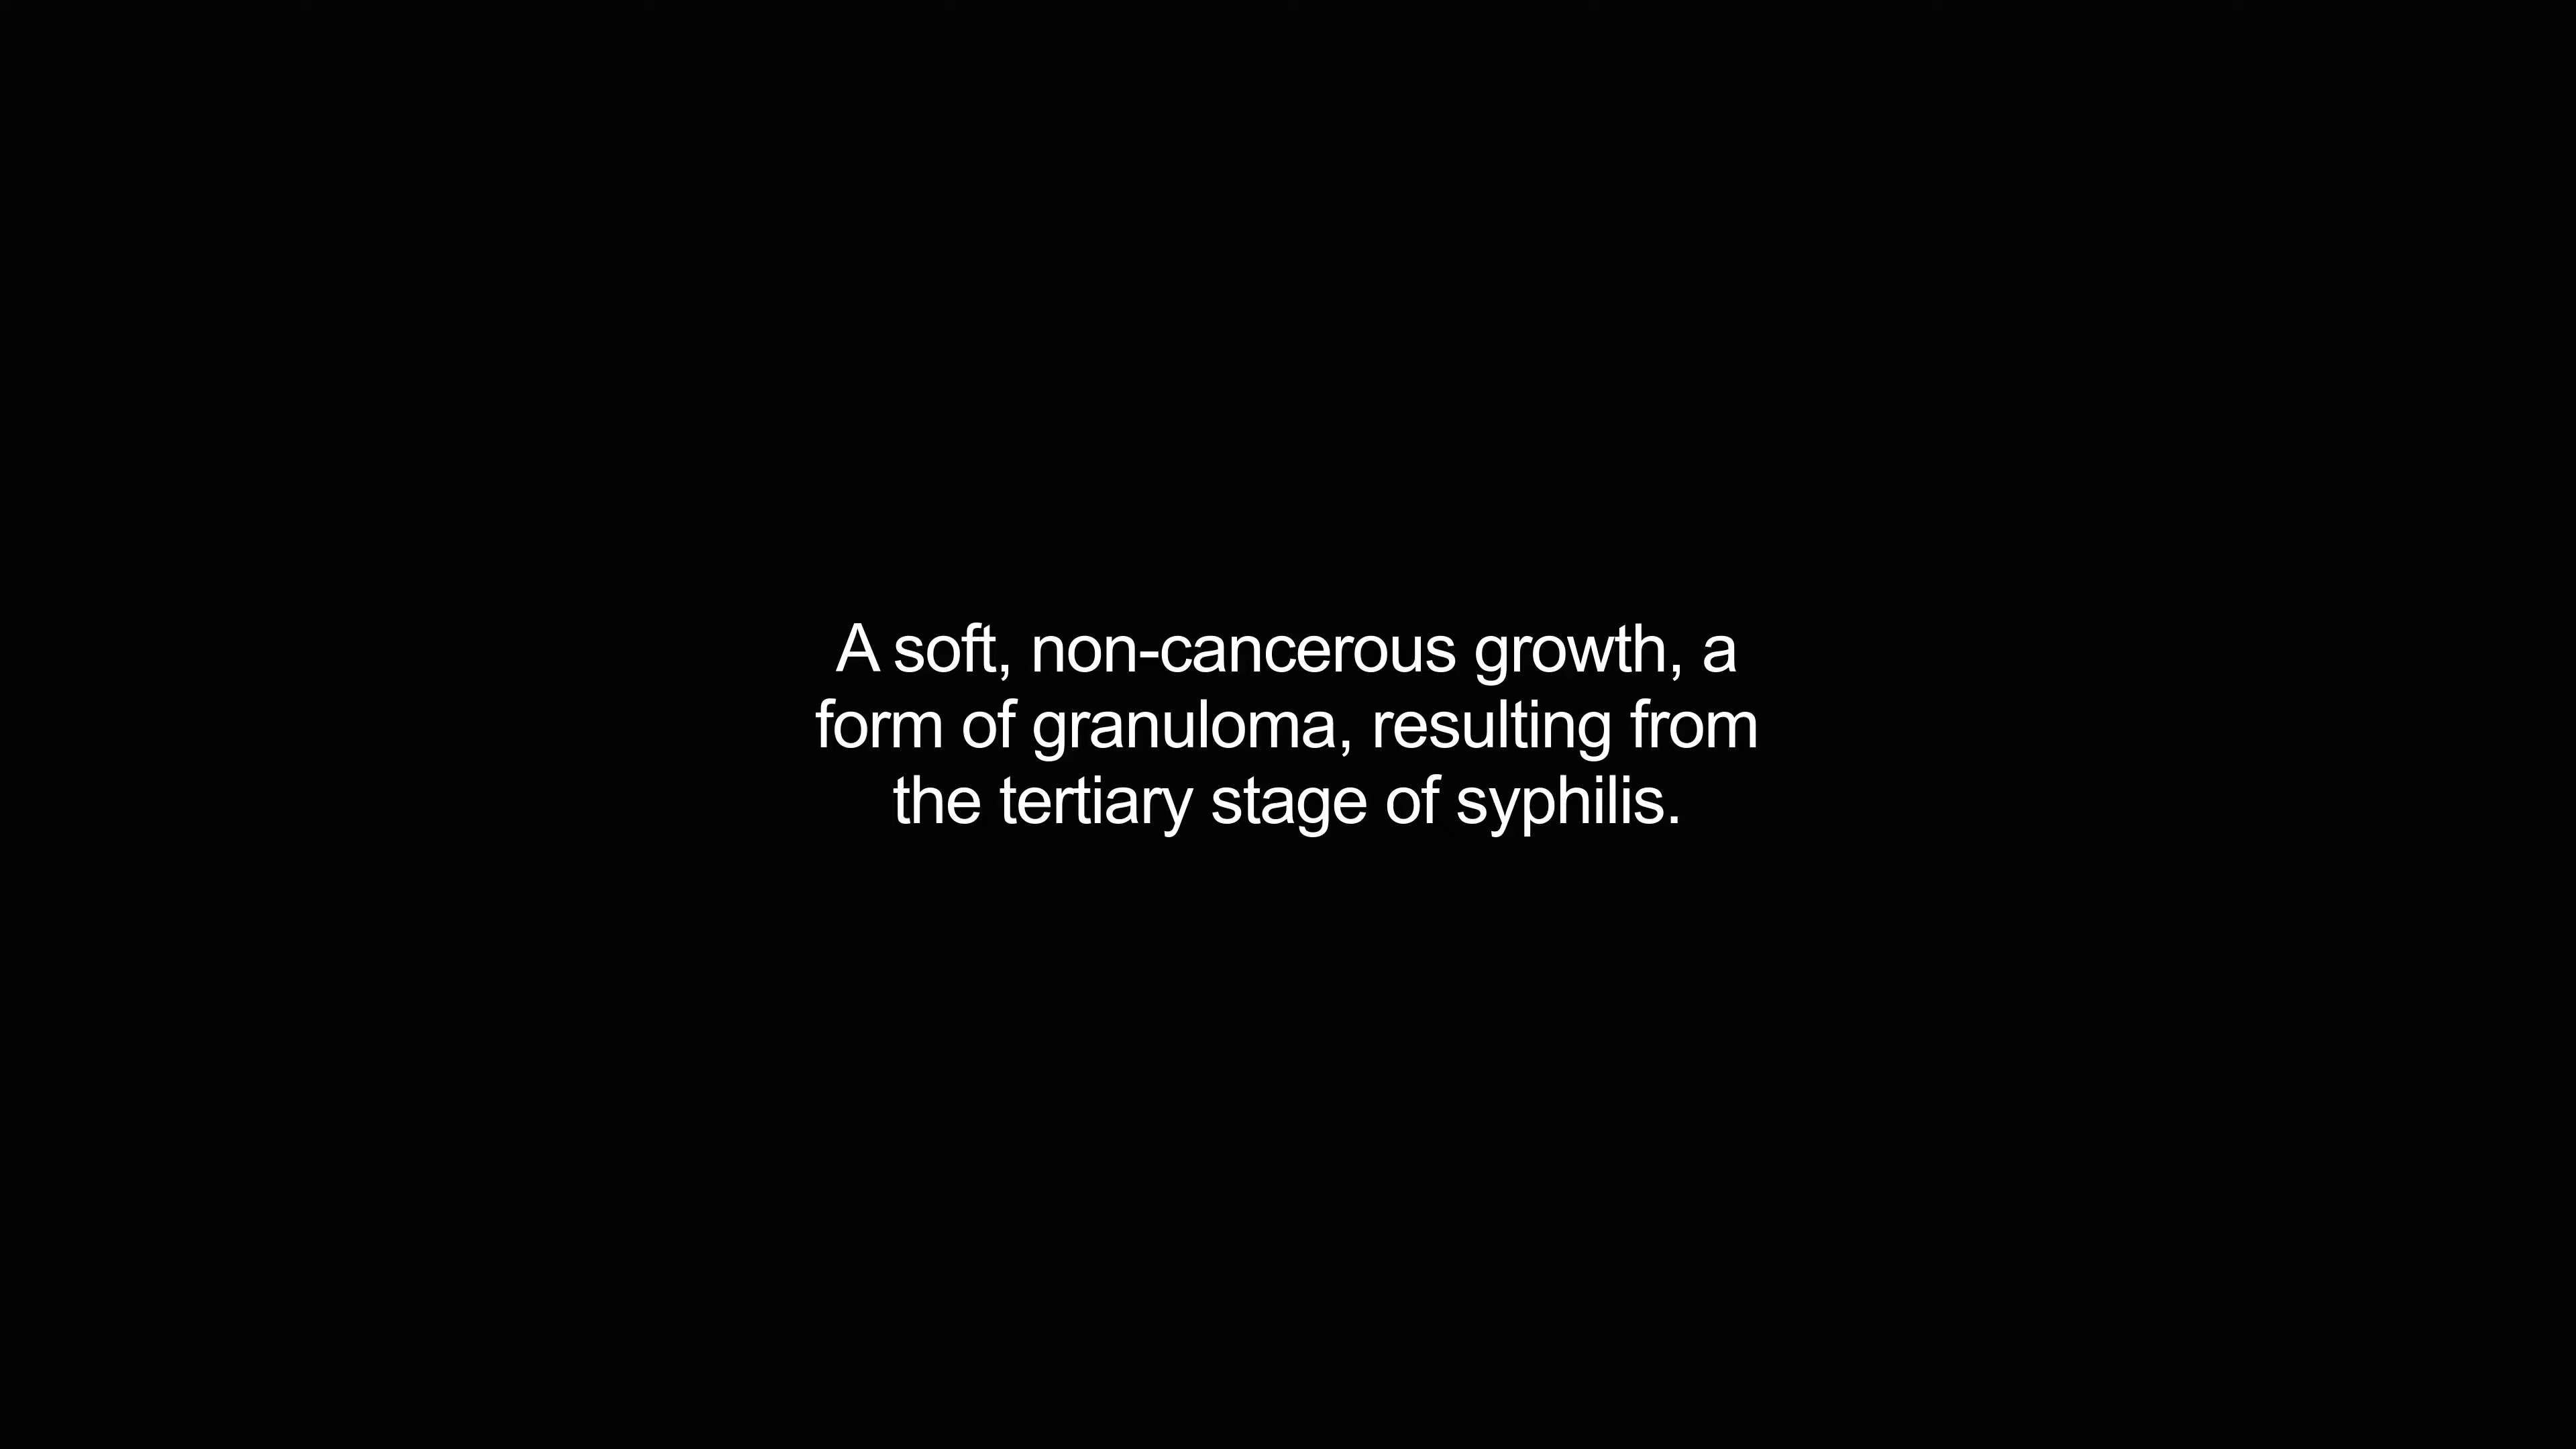 A soft, non-cancerous growth, a
form of granuloma, resulting from
the tertiary stage of syphilis.